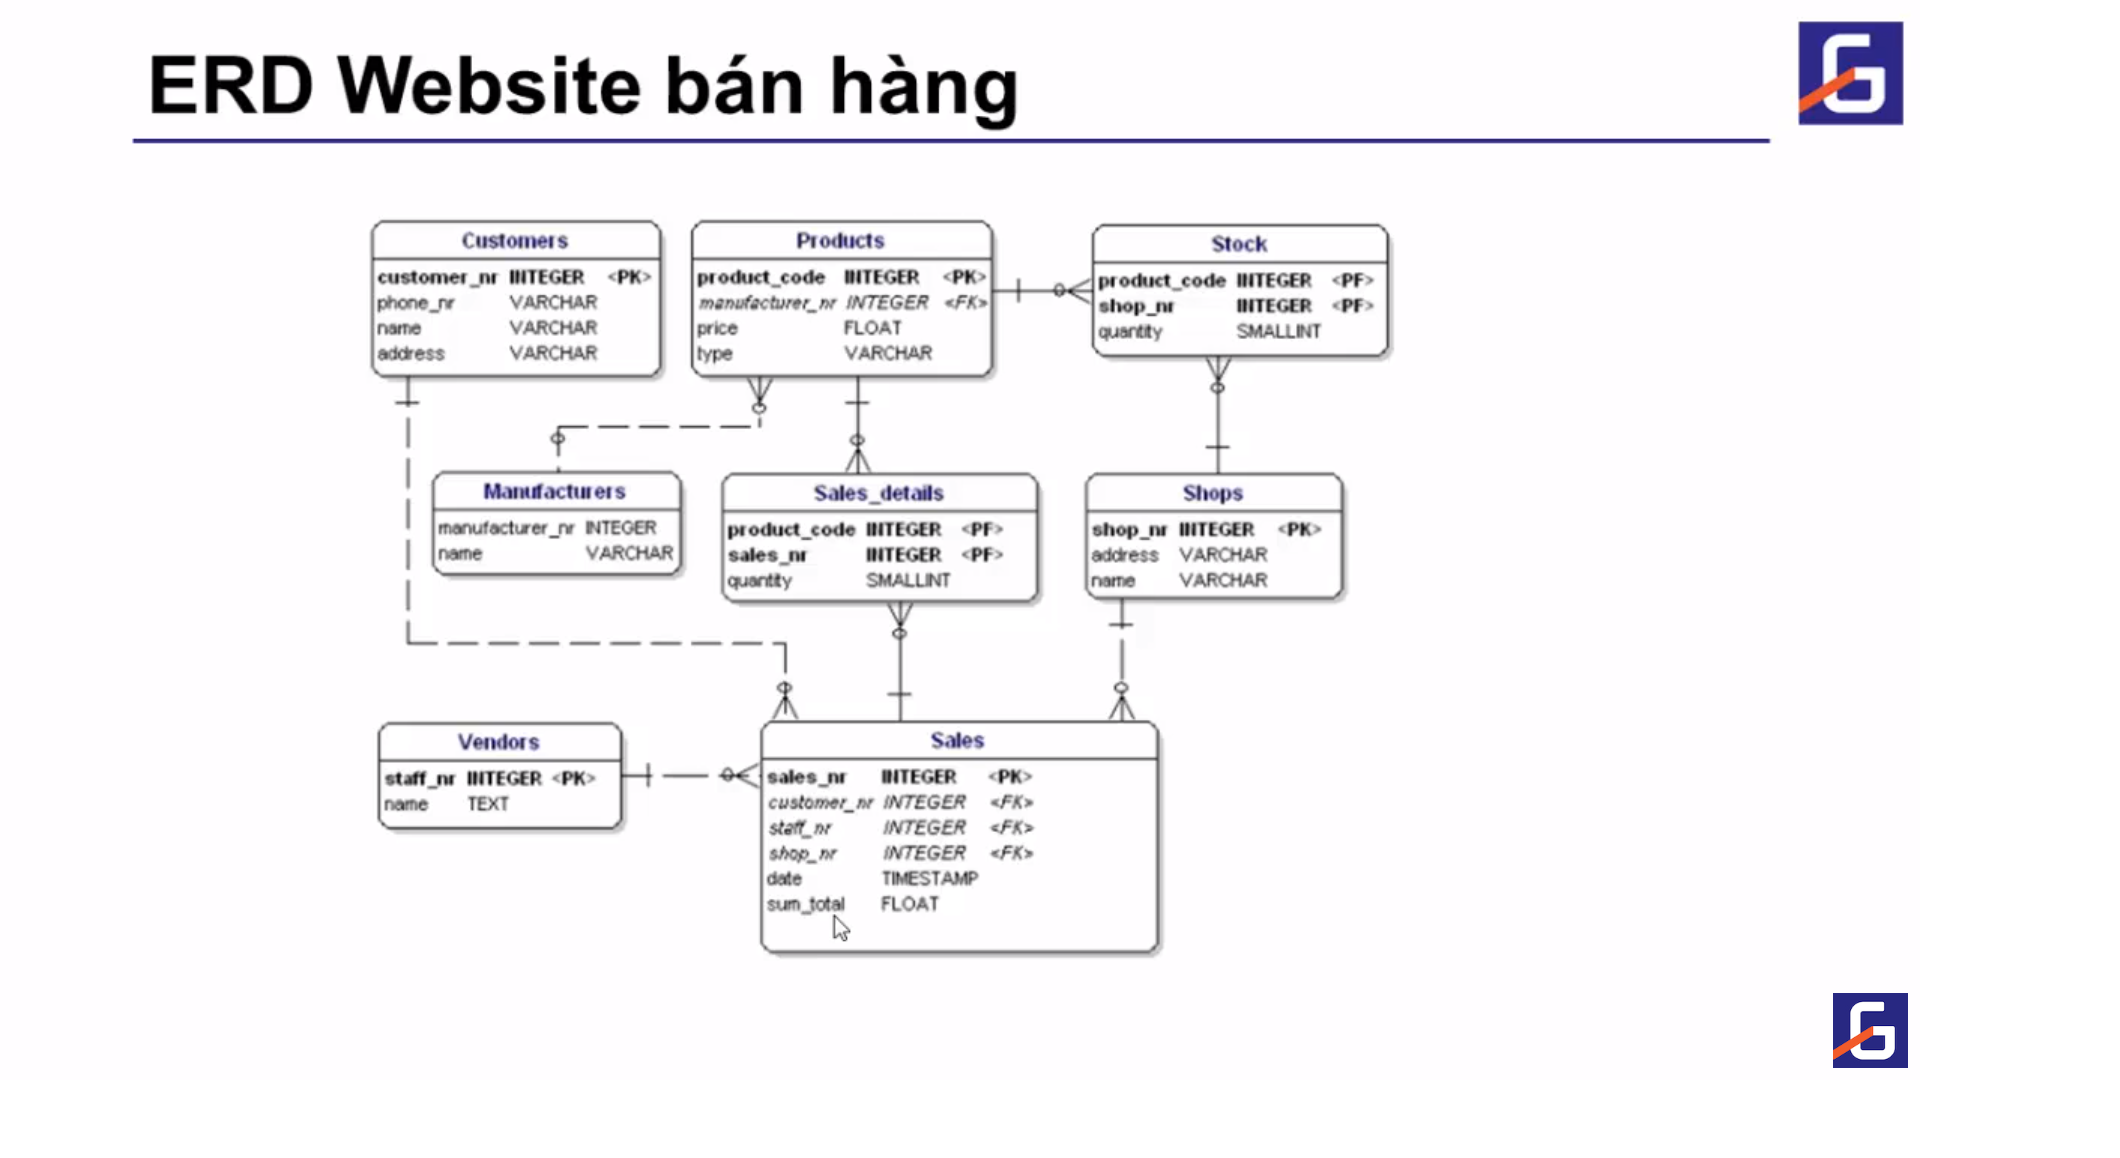 ERD Website bán hàng
Customers
customer_nr INTEGER <PK>
phone_nr VARCHAR
name VARCHAR
address VARCHAR
Products
product_code INTEGER <PK>
manufacturer_nr INTEGER <FK>
price FLOAT
type VARCHAR
Stock
product_code INTEGER <PF>
shop_nr INTEGER <PF>
quantity SMALLINT
Manufacturers
manufacturer_nr INTEGER
name VARCHAR
Sales_details
product_code INTEGER <PF>
sales_nr INTEGER <PF>
quantity SMALLINT
Shops
shop_nr INTEGER <PK>
address VARCHAR
name VARCHAR
Vendors
staff_nr INTEGER <PK>
name TEXT
Sales
sales_nr INTEGER <PK>
customer_nr INTEGER <FK>
staff_nr INTEGER <FK>
shop_nr INTEGER <FK>
date TIMESTAMP
sum_total FLOAT